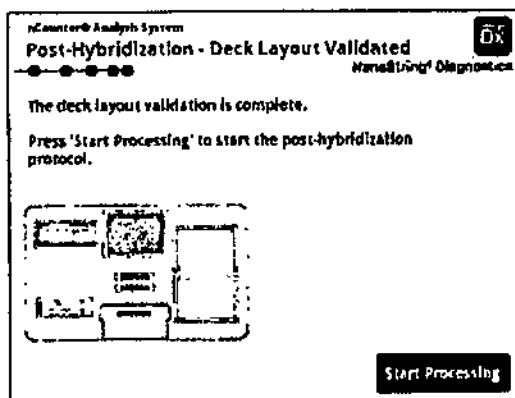 nCounter® Analysis System
Post-Hybridization - Deck Layout Validated
Dx
NanoString® Diagnostics
The deck layout validation is complete.
Press 'Start Processing' to start the post-hybridization
protocol.
Start Processing